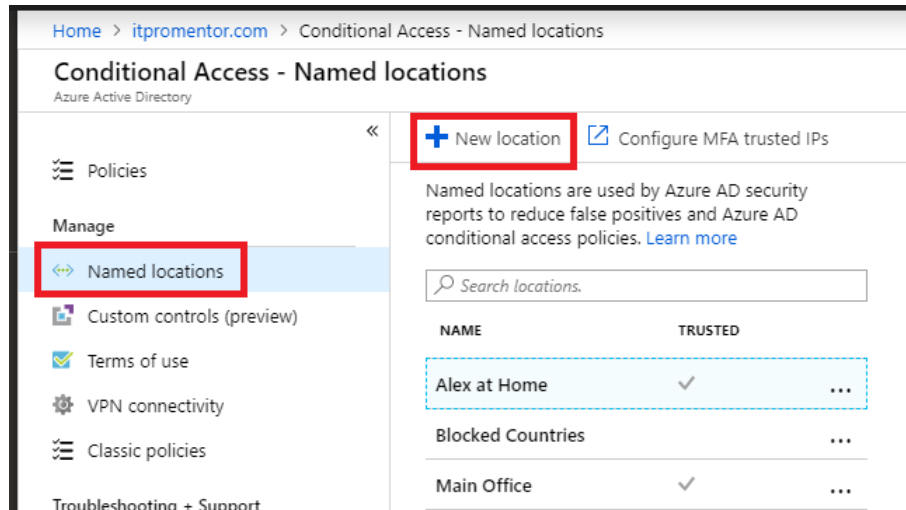 Home > itpromentor.com > Conditional Access - Named locations
Conditional Access - Named locations
Azure Active Directory
«
Policies
Manage
Named locations
Custom controls (preview)
Terms of use
VPN connectivity
Classic policies
Troubleshooting + Support
New location
Configure MFA trusted IPs
Named locations are used by Azure AD security
reports to reduce false positives and Azure AD
conditional access policies. Learn more
Search locations.
NAME TRUSTED
Alex at Home ...
Blocked Countries ...
Main Office ...